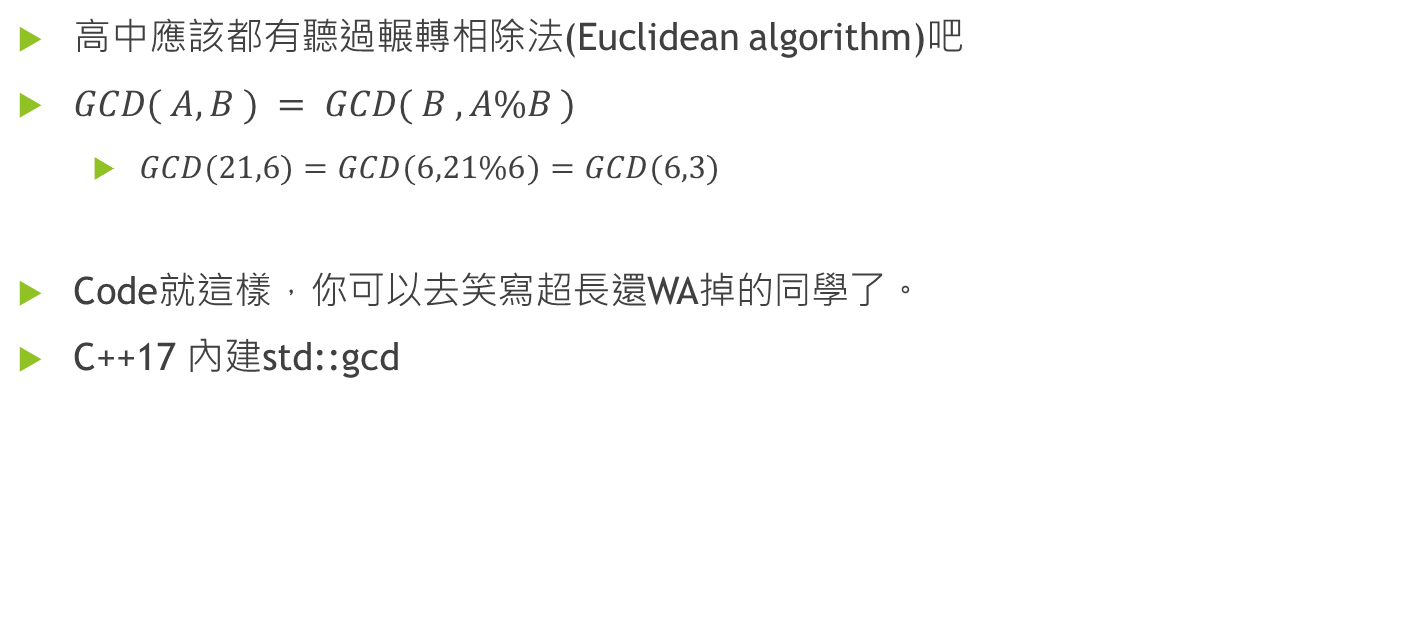 高中應該都有聽過輾轉相除法(Euclidean algorithm)吧
GCD( A, B ) = GCD( B , A%B )
GCD(21,6) = GCD(6,21%6) = GCD(6,3)
Code就這樣，你可以去笑寫超長還WA掉的同學了。
C++17 內建std::gcd